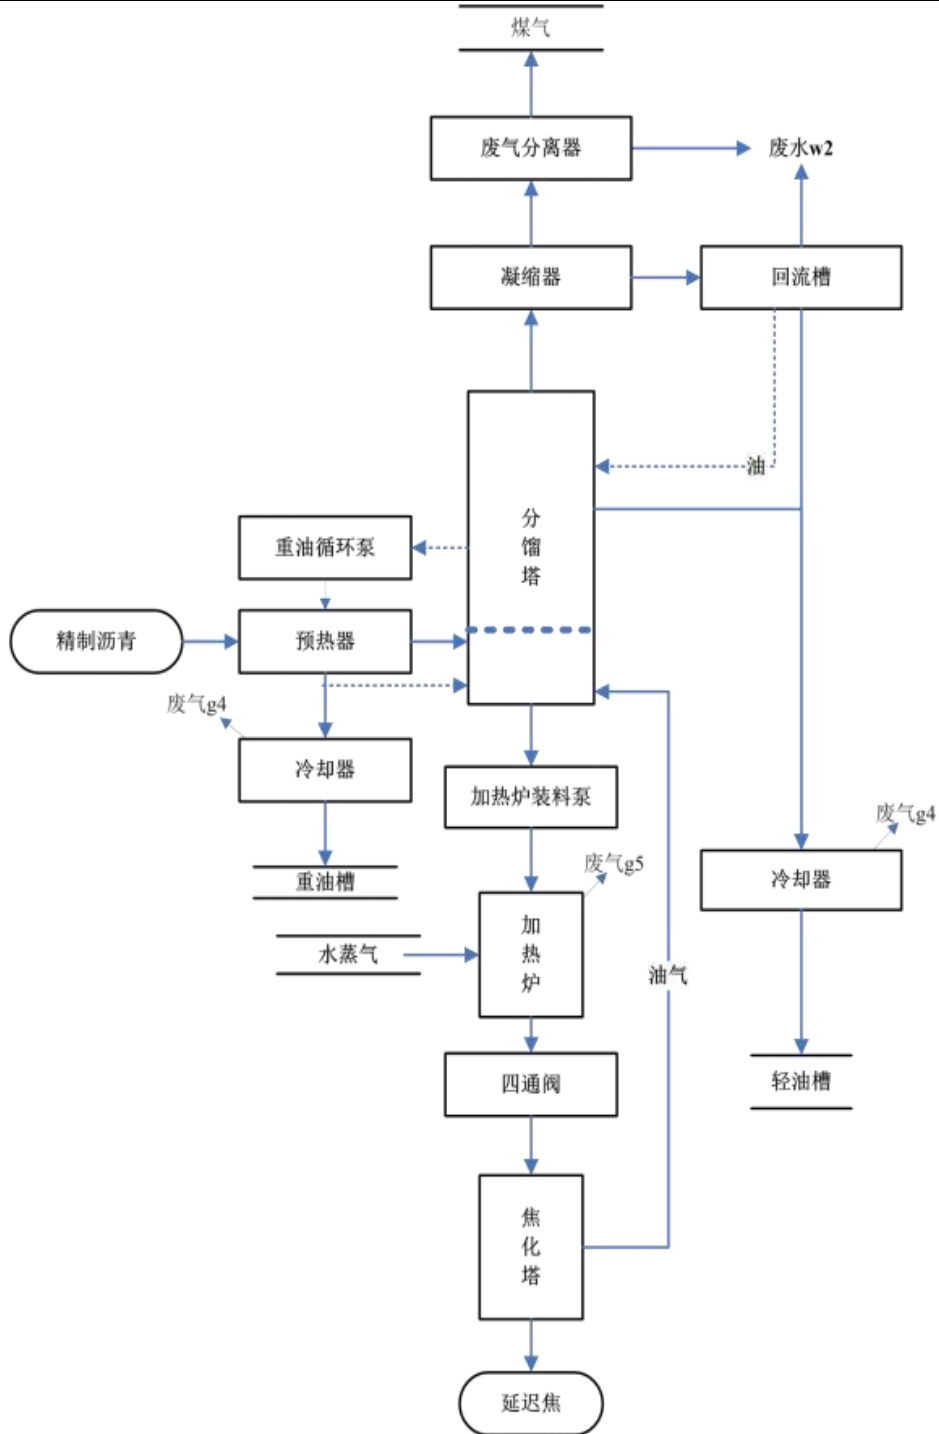 煤气
废气分离器
废水w2
凝缩器
回流槽
油
分
馏
塔
重油循环泵
精制沥青
预热器
废气g4
冷却器
重油槽
加热炉装料泵
废气g5
加
热
炉
水蒸气
油气
废气g4
冷却器
四通阀
轻油槽
焦
化
塔
延迟焦